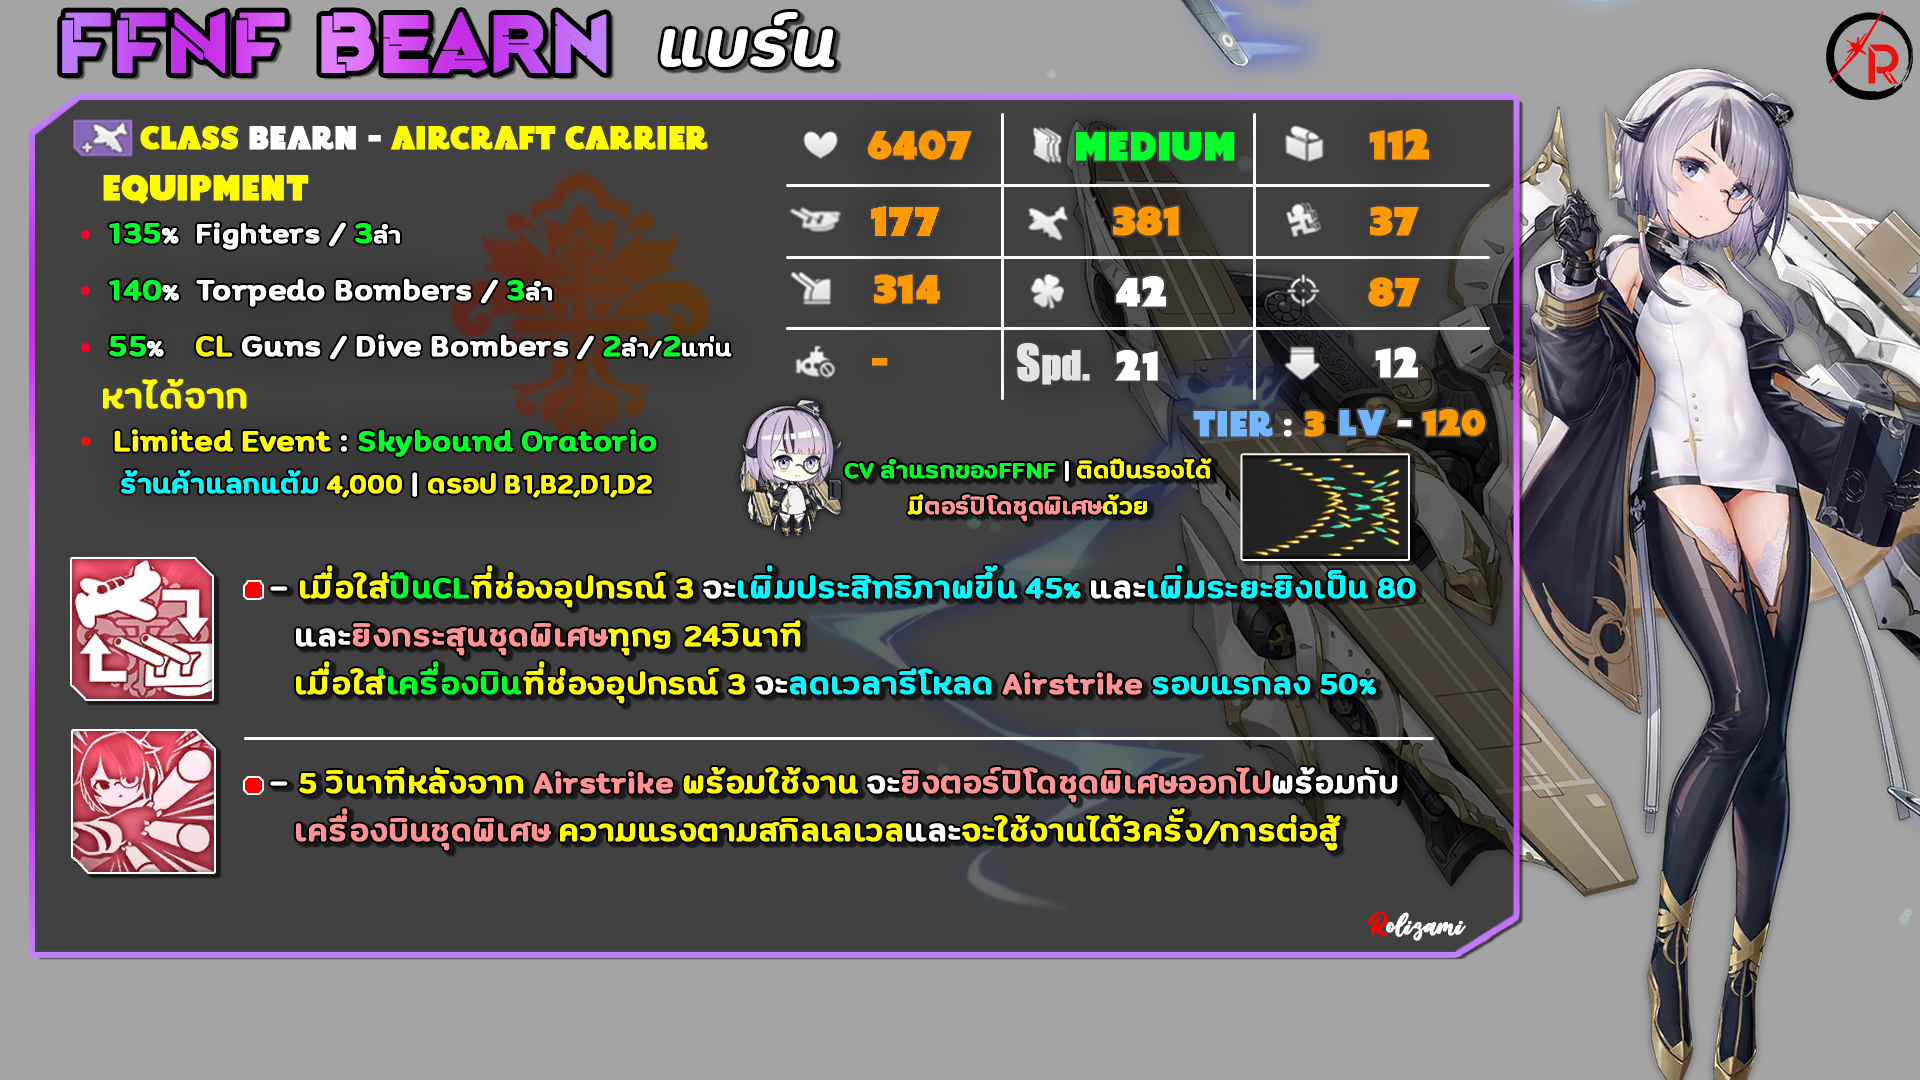 FFNF BEARN แบร์น
CLASS BEARN - AIRCRAFT CARRIER
EQUIPMENT
135% Fighters / 3ลำ
140% Torpedo Bombers / 3ลำ
55% CL Guns / Dive Bombers / 2ลำ/2แท่น
หาได้จาก
Limited Event : Skybound Oratorio
ร้านค้าแลกแต้ม 4,000 | ดรอป B1,B2,D1,D2
6407 MEDIUM 112
177 381 37
314 42 87
- Spd. 21 12
TIER : 3 LV - 120
CV ลำแรกของFFNF | ติดปืนรองได้
มีตอร์ปิโดชุดพิเศษด้วย
- เมื่อใส่ปืนCLที่ช่องอุปกรณ์ 3 จะเพิ่มประสิทธิภาพขึ้น 45% และเพิ่มระยะยิงเป็น 80
และยิงกระสุนชุดพิเศษทุกๆ 24วินาที
เมื่อใส่เครื่องบินที่ช่องอุปกรณ์ 3 จะลดเวลารีโหลด Airstrike รอบแรกลง 50%
- 5 วินาทีหลังจาก Airstrike พร้อมใช้งาน จะยิงตอร์ปิโดชุดพิเศษออกไปพร้อมกับ
เครื่องบินชุดพิเศษ ความแรงตามสกิลเลเวลและจะใช้งานได้3ครั้ง/การต่อสู้
Rolizami
R